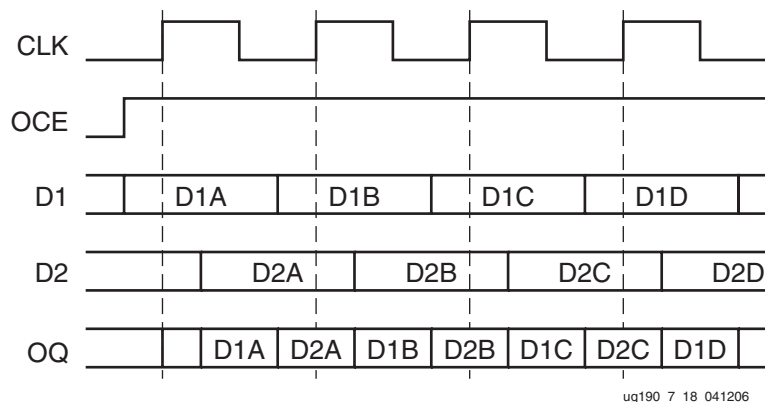 CLK
OCE
D1 D1A D1B D1C D1D
D2 D2A D2B D2C D2D
OQ D1A D2A D1B D2B D1C D2C D1D
ug190_7_18_041206